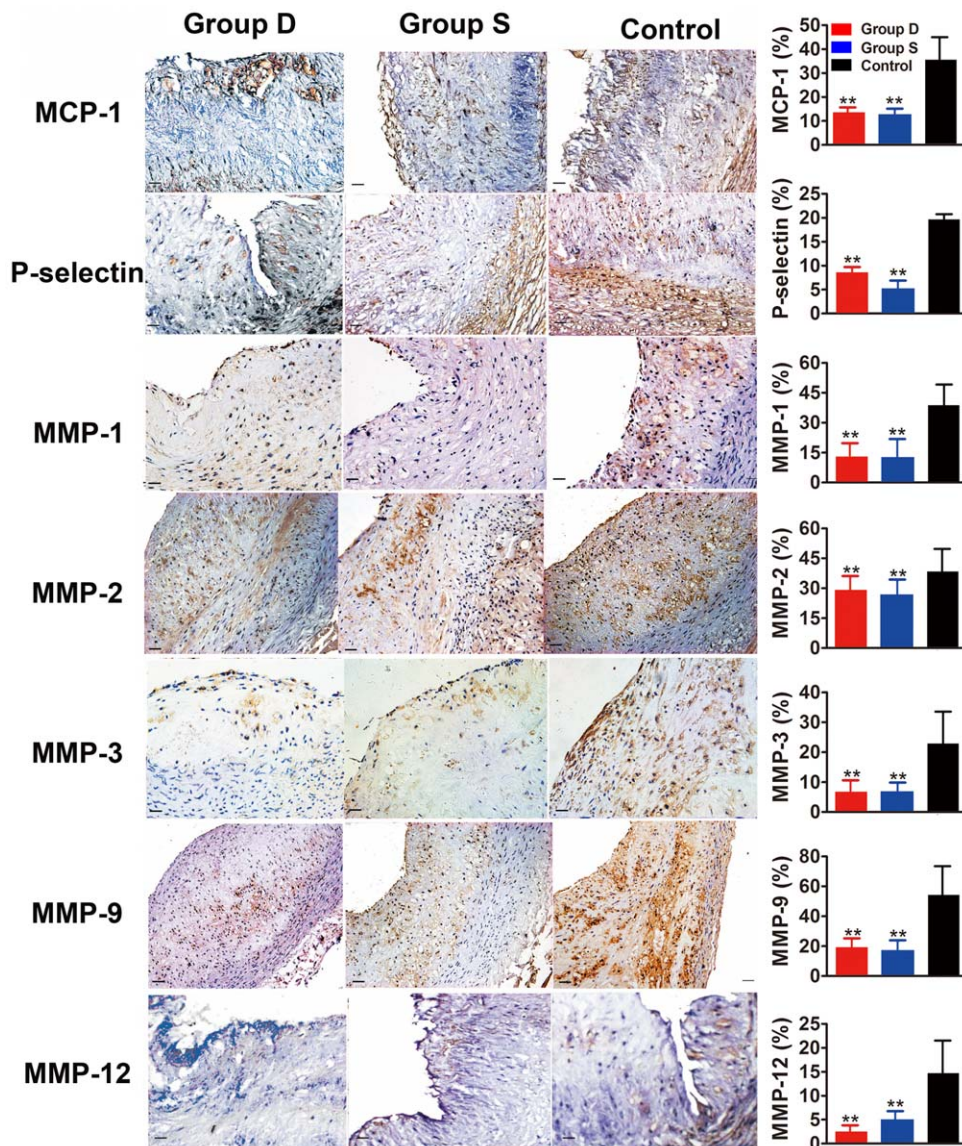 Group D
Group S
Control
MCP-1
MCP-1 (%)
50
40
30
20
10
0
Group D
Group S
Control
**
**
P-selectin
P-selectin (%)
25
20
15
10
5
0
**
**
MMP-1
MMP-1 (%)
60
45
30
15
0
**
**
MMP-2
MMP-2 (%)
60
45
30
15
0
**
**
MMP-3
MMP-3 (%)
40
30
20
10
0
**
**
MMP-9
MMP-9 (%)
80
60
40
20
0
**
**
MMP-12
MMP-12 (%)
25
20
15
10
5
0
**
**